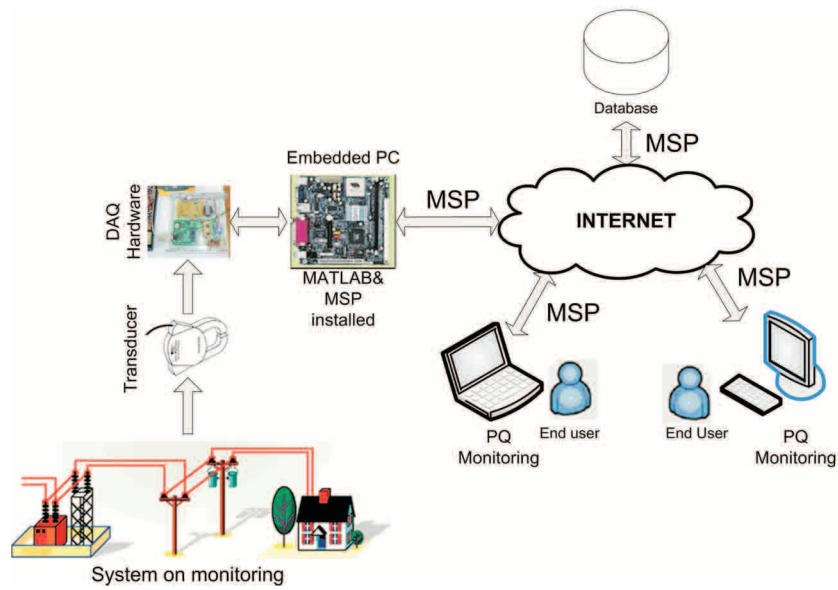 Database
MSP
Embedded PC
DAQ
Hardware
MSP
INTERNET
MATLAB&
MSP
installed
MSP
MSP
Transducer
PQ
Monitoring
End user
End User
PQ
Monitoring
System on monitoring